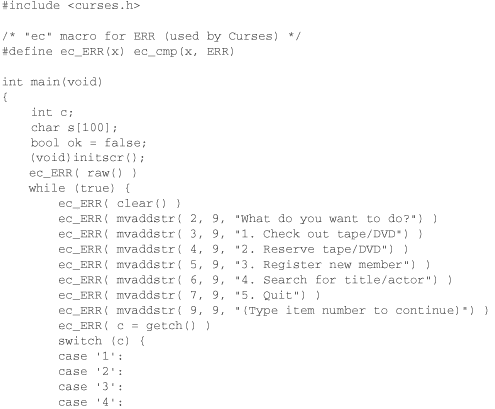 #include <curses.h>
/* "ec" macro for ERR (used by Curses) */
#define ec_ERR(x) ec_cmp(x, ERR)
int main(void)
{
int c;
char s[100];
bool ok = false;
(void)initscr();
ec_ERR( raw() )
while (true) {
ec_ERR( clear() )
ec_ERR( mvaddstr( 2, 9, "What do you want to do?") )
ec_ERR( mvaddstr( 3, 9, "1. Check out tape/DVD") )
ec_ERR( mvaddstr( 4, 9, "2. Reserve tape/DVD") )
ec_ERR( mvaddstr( 5, 9, "3. Register new member") )
ec_ERR( mvaddstr( 6, 9, "4. Search for title/actor") )
ec_ERR( mvaddstr( 7, 9, "5. Quit") )
ec_ERR( mvaddstr( 9, 9, "(Type item number to continue)") )
ec_ERR( c = getch() )
switch (c) {
case '1':
case '2':
case '3':
case '4':